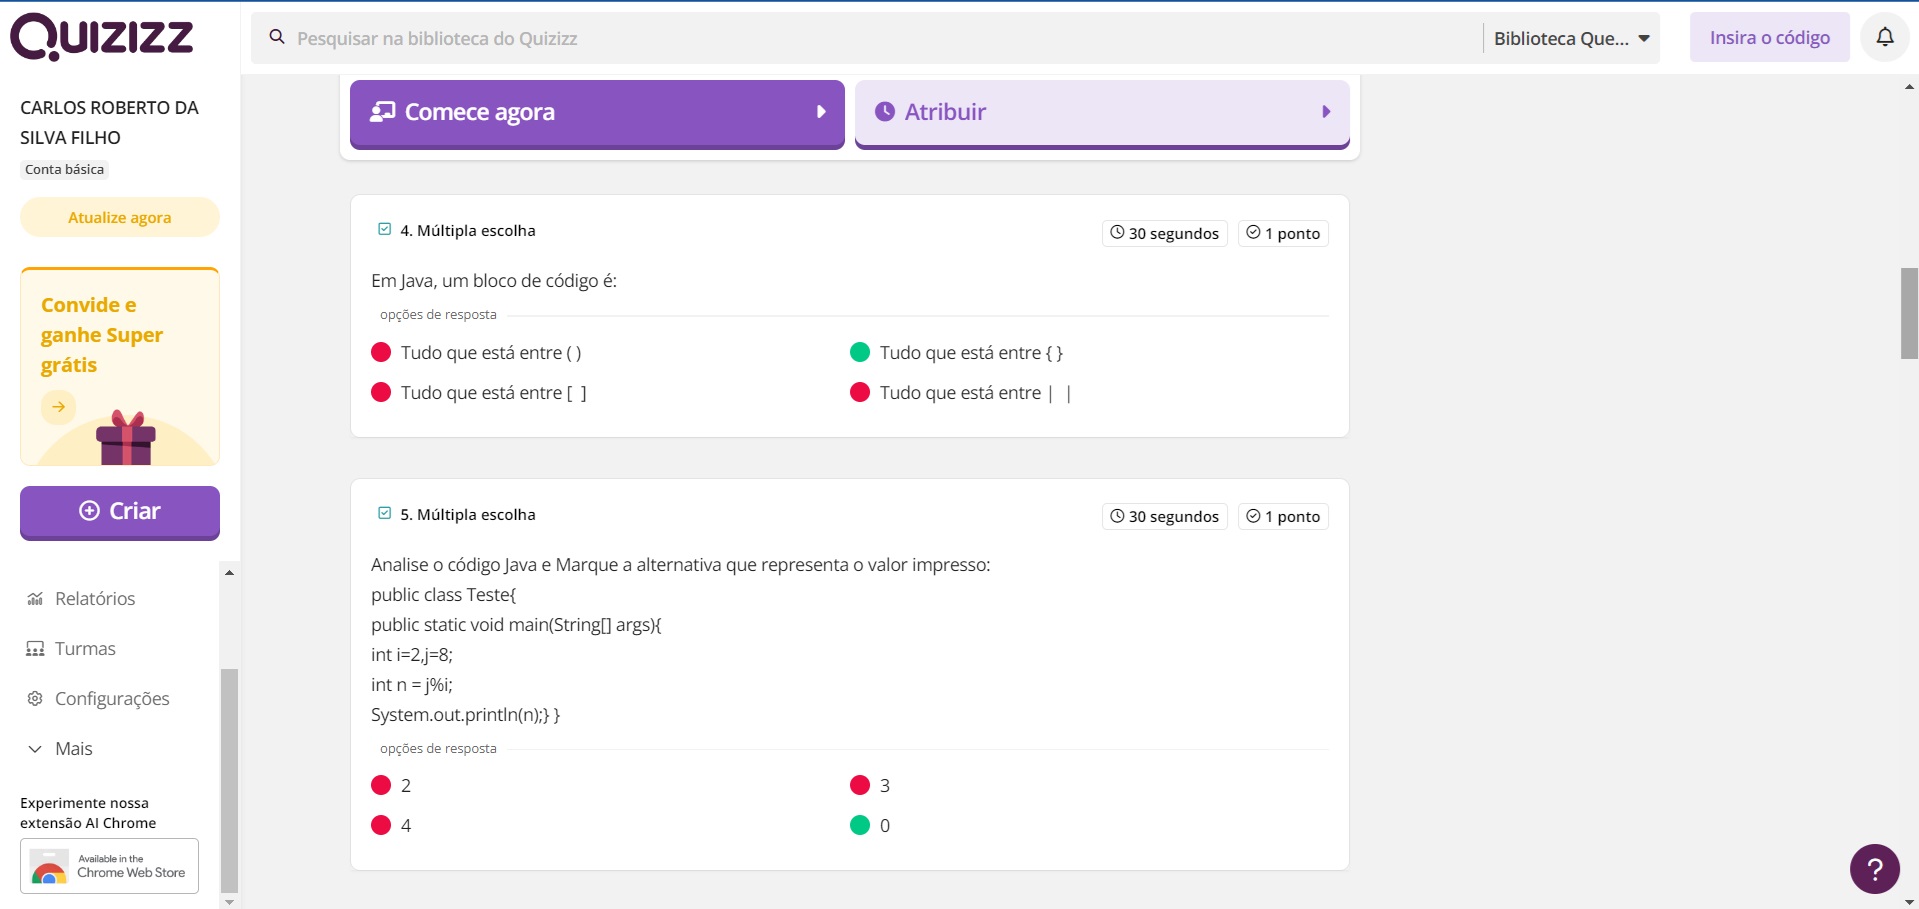 QUIZIZZ
Pesquisar na biblioteca do Quizizz
Biblioteca Que...
Insira o código
CARLOS ROBERTO DA
SILVA FILHO
Conta básica
Atualize agora
Convide e
ganhe Super
grátis
Criar
Relatórios
Turmas
Configurações
Mais
Experimente nossa
extensão AI Chrome
Available in the
Chrome Web Store
Comece agora
Atribuir
4. Múltipla escolha
30 segundos
1 ponto
Em Java, um bloco de código é:
opções de resposta
Tudo que está entre ( )
Tudo que está entre { }
Tudo que está entre [  ]
Tudo que está entre |  |
5. Múltipla escolha
30 segundos
1 ponto
Analise o código Java e Marque a alternativa que representa o valor impresso:
public class Teste{
public static void main(String[] args){
int i=2,j=8;
int n = j%i;
System.out.println(n);} }
opções de resposta
2
3
4
0
?